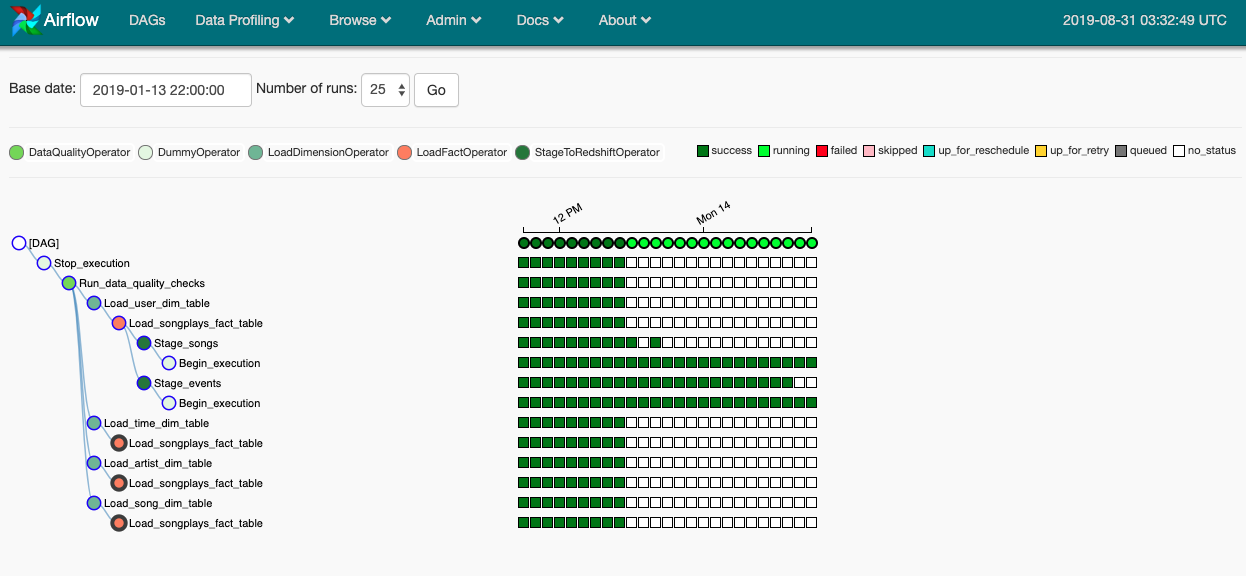 Airflow DAGs Data Profiling Browse Admin Docs About 2019-08-31 03:32:49 UTC
Base date: 2019-01-13 22:00:00 Number of runs: 25 Go
DataQualityOperator DummyOperator LoadDimensionOperator LoadFactOperator StageToRedshiftOperator success running failed skipped up_for_reschedule up_for_retry queued no_status
12 PM Mon 14
[DAG]
Stop_execution
Run_data_quality_checks
Load_user_dim_table
Load_songplays_fact_table
Stage_songs
Begin_execution
Stage_events
Begin_execution
Load_time_dim_table
Load_songplays_fact_table
Load_artist_dim_table
Load_songplays_fact_table
Load_song_dim_table
Load_songplays_fact_table